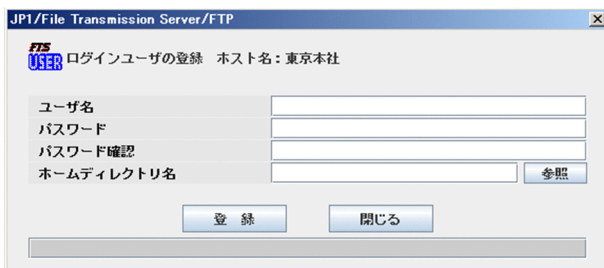 JP1/File Transmission Server/FTP
FTS
USER ログインユーザの登録 ホスト名：東京本社
ユーザ名
パスワード
パスワード確認
ホームディレクトリ名 参照
登 録 閉じる